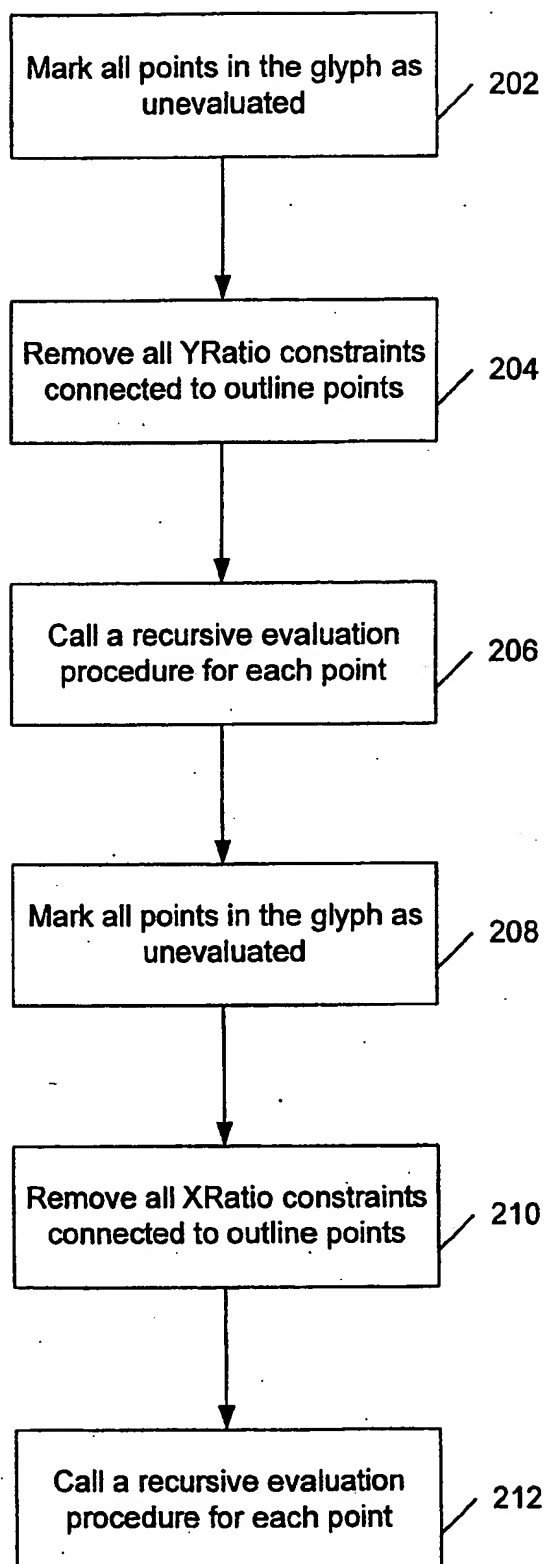 Mark all points in the glyph as
unevaluated
202
Remove all YRatio constraints
connected to outline points
204
Call a recursive evaluation
procedure for each point
206
Mark all points in the glyph as
unevaluated
208
Remove all XRatio constraints
connected to outline points
210
Call a recursive evaluation
procedure for each point
212